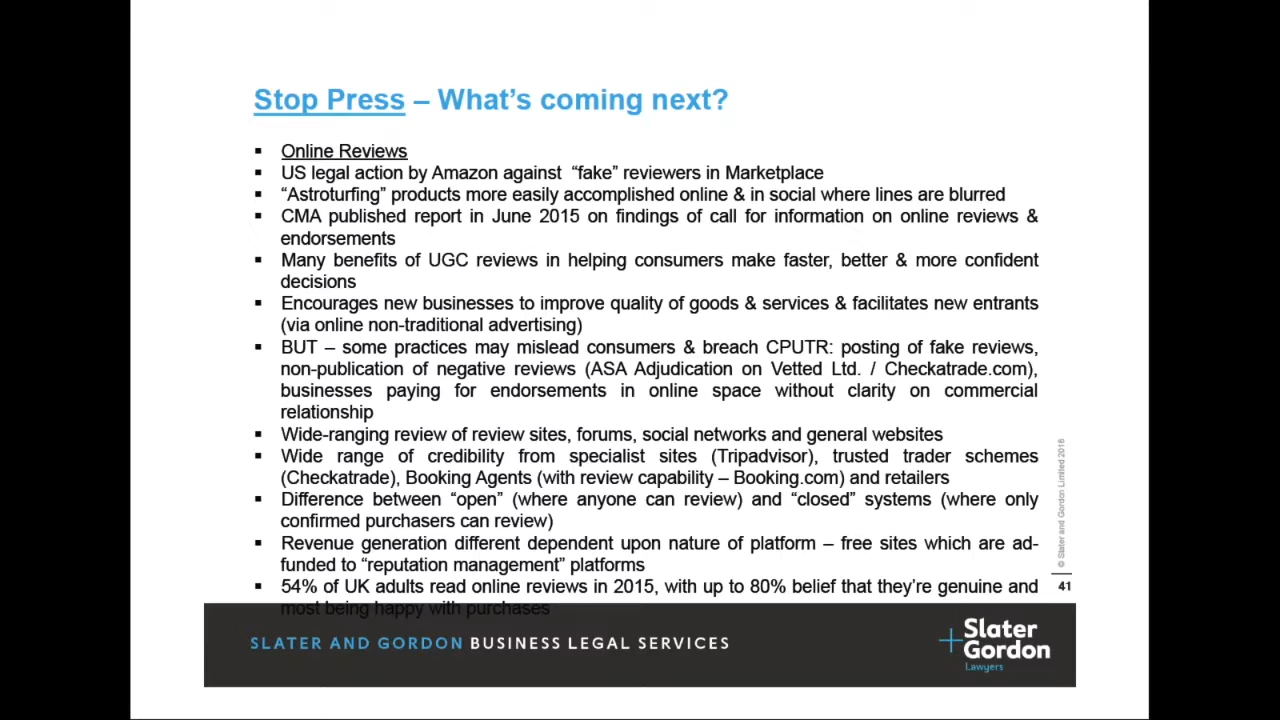 Stop Press – What's coming next?
▪ Online Reviews
▪ US legal action by Amazon against “fake” reviewers in Marketplace
▪ “Astroturfing” products more easily accomplished online & in social where lines are blurred
▪ CMA published report in June 2015 on findings of call for information on online reviews &
endorsements
▪ Many benefits of UGC reviews in helping consumers make faster, better & more confident
decisions
▪ Encourages new businesses to improve quality of goods & services & facilitates new entrants
(via online non-traditional advertising)
▪ BUT – some practices may mislead consumers & breach CPUTR: posting of fake reviews,
non-publication of negative reviews (ASA Adjudication on Vetted Ltd. / Checkatrade.com),
businesses paying for endorsements in online space without clarity on commercial
relationship
▪ Wide-ranging review of review sites, forums, social networks and general websites
▪ Wide range of credibility from specialist sites (Tripadvisor), trusted trader schemes
(Checkatrade), Booking Agents (with review capability – Booking.com) and retailers
▪ Difference between “open” (where anyone can review) and “closed” systems (where only
confirmed purchasers can review)
▪ Revenue generation different dependent upon nature of platform – free sites which are ad-
funded to “reputation management” platforms
▪ 54% of UK adults read online reviews in 2015, with up to 80% belief that they're genuine and
most being happy with purchases
© Slater and Gordon Limited 2016
41
SLATER AND GORDON BUSINESS LEGAL SERVICES
Slater
Gordon
Lawyers